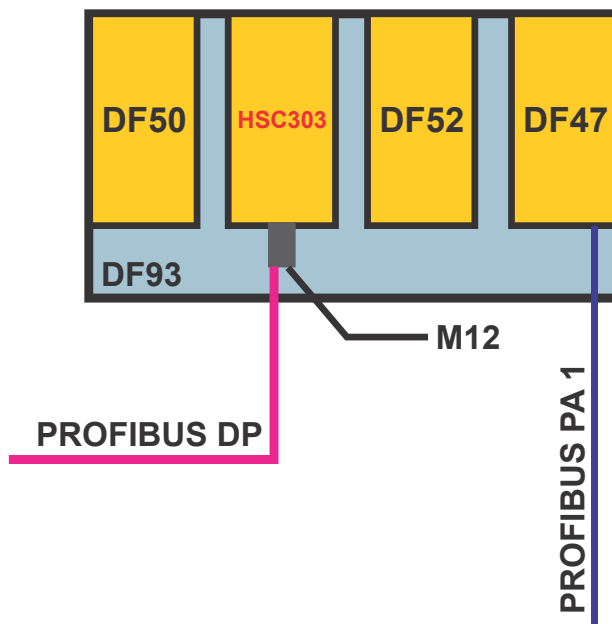 DF50
HSC303
DF52
DF47
DF93
M12
PROFIBUS DP
PROFIBUS PA 1